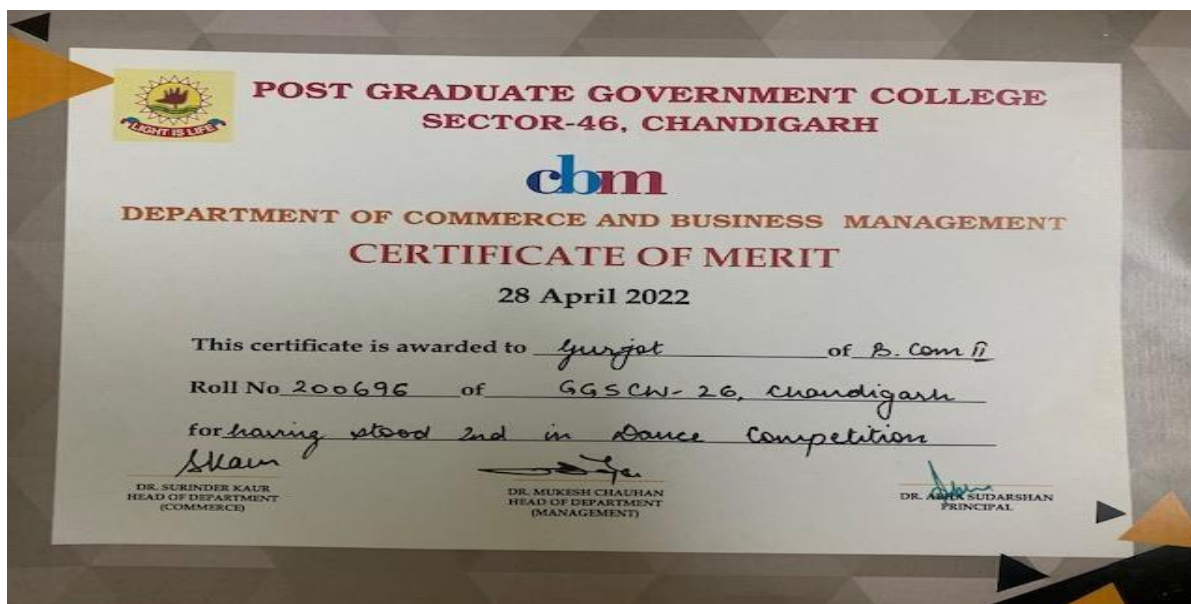 POST GRADUATE GOVERNMENT COLLEGE
SECTOR-46, CHANDIGARH
LIGHT IS LIFE
cbm
DEPARTMENT OF COMMERCE AND BUSINESS MANAGEMENT
CERTIFICATE OF MERIT
28 April 2022
This certificate is awarded to Gurjot of B. Com II
Roll No 200696 of GGSCW-26, Chandigarh
for having stood 2nd in Dance Competition
SKaur
DR. SURINDER KAUR
HEAD OF DEPARTMENT
(COMMERCE)
DR. MUKESH CHAUHAN
HEAD OF DEPARTMENT
(MANAGEMENT)
DR. ABHA SUDARSHAN
PRINCIPAL